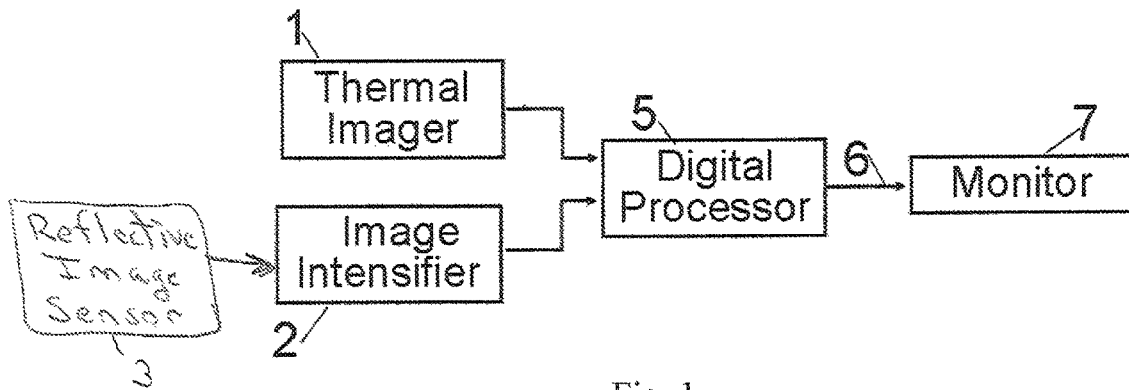 1
Thermal
Imager
5
Digital
Processor
6
7
Monitor
Reflective
Image
Sensor
3
Image
Intensifier
2
Fig. 1